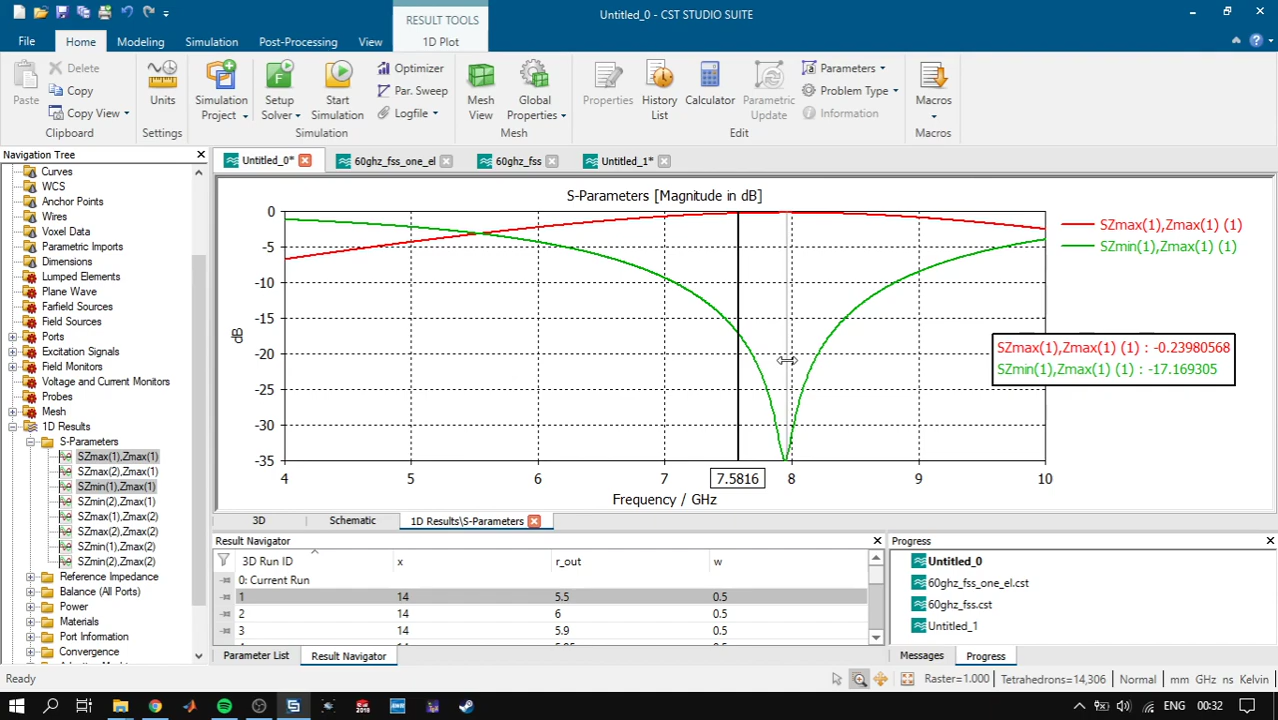 Untitled_0 - CST STUDIO SUITE
RESULT TOOLS
File
Home
Modeling
Simulation
Post-Processing
View
1D Plot
Paste
Delete
Copy
Copy View
Clipboard
Units
Settings
Simulation
Project
Setup
Solver
Start
Simulation
Optimizer
Par. Sweep
Logfile
Simulation
Mesh
View
Global
Properties
Mesh
Properties
History
List
Calculator
Parametric
Update
Parameters
Problem Type
Information
Edit
Macros
Macros
Navigation Tree
Curves
WCS
Anchor Points
Wires
Voxel Data
Parametric Imports
Dimensions
Lumped Elements
Plane Wave
Farfield Sources
Field Sources
Ports
Excitation Signals
Field Monitors
Voltage and Current Monitors
Probes
Mesh
1D Results
S-Parameters
SZmax(1),Zmax(1)
SZmax(2),Zmax(1)
SZmin(1),Zmax(1)
SZmin(2),Zmax(1)
SZmax(1),Zmax(2)
SZmax(2),Zmax(2)
SZmin(1),Zmax(2)
SZmin(2),Zmax(2)
Reference Impedance
Balance (All Ports)
Power
Materials
Port Information
Convergence
Untitled_0*
60ghz_fss_one_el
60ghz_fss
Untitled_1*
S-Parameters [Magnitude in dB]
0
-5
-10
-15
-20
-25
-30
-35
dB
4
5
6
7
7.5816
8
9
10
Frequency / GHz
SZmax(1),Zmax(1) (1)
SZmin(1),Zmax(1) (1)
SZmax(1),Zmax(1) (1) : -0.23980568
SZmin(1),Zmax(1) (1) : -17.169305
3D
Schematic
1D Results\S-Parameters
Result Navigator
3D Run ID x r_out w
0: Current Run
1 14 5.5 0.5
2 14 6 0.5
3 14 5.9 0.5
Parameter List
Result Navigator
Progress
Untitled_0
60ghz_fss_one_el.cst
60ghz_fss.cst
Untitled_1
Messages
Progress
Ready
Raster=1.000
Tetrahedrons=14,306
Normal
mm GHz ns Kelvin
ENG 00:32